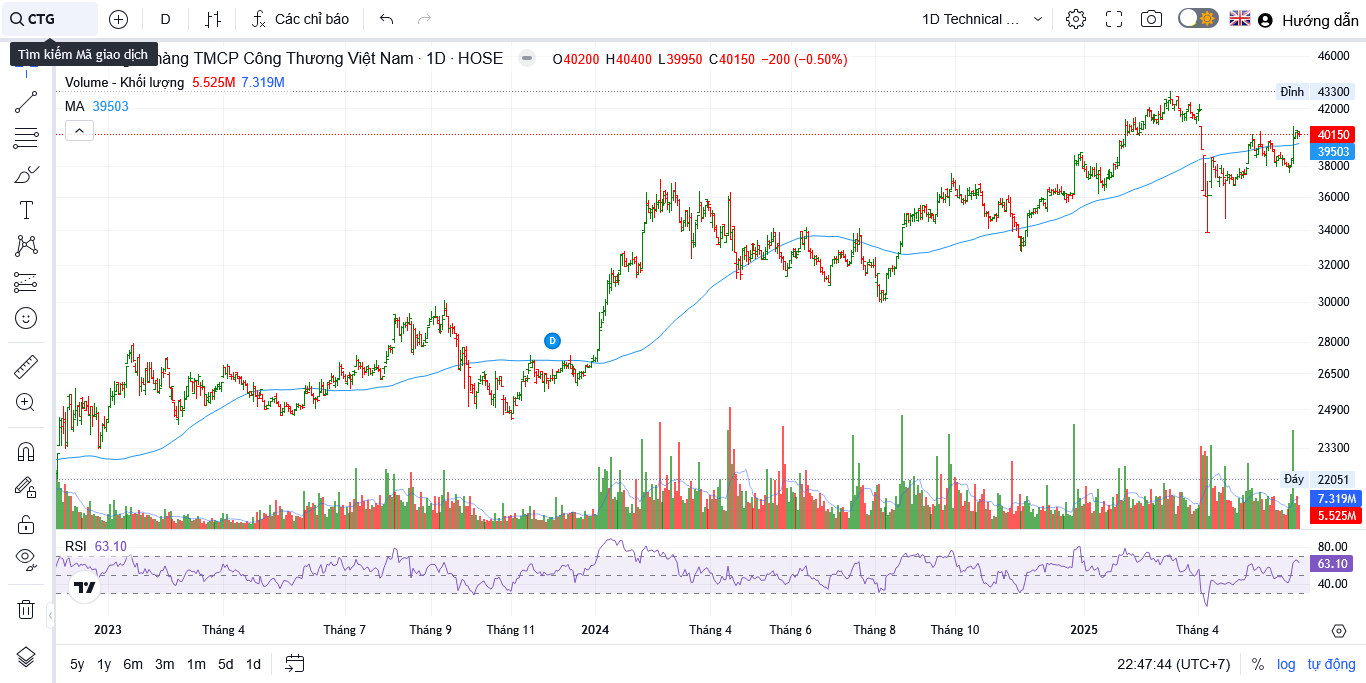 CTG
D
Các chỉ báo
1D Technical ...
Hướng dẫn
Tìm kiếm Mã giao dịch
hàng TMCP Công Thương Việt Nam · 1D · HOSE
O40200 H40400 L39950 C40150 −200 (−0.50%)
Volume - Khối lượng 5.525M 7.319M
MA 39503
46000
Đỉnh 43300
42000
40150
39503
38000
36000
34000
32000
30000
D
28000
26500
24900
23300
Đáy 22051
7.319M
5.525M
RSI 63.10
80.00
63.10
40.00
2023 Tháng 4 Tháng 7 Tháng 9 Tháng 11 2024 Tháng 4 Tháng 6 Tháng 8 Tháng 10 2025 Tháng 4
5y 1y 6m 3m 1m 5d 1d
22:47:44 (UTC+7) % log tự động